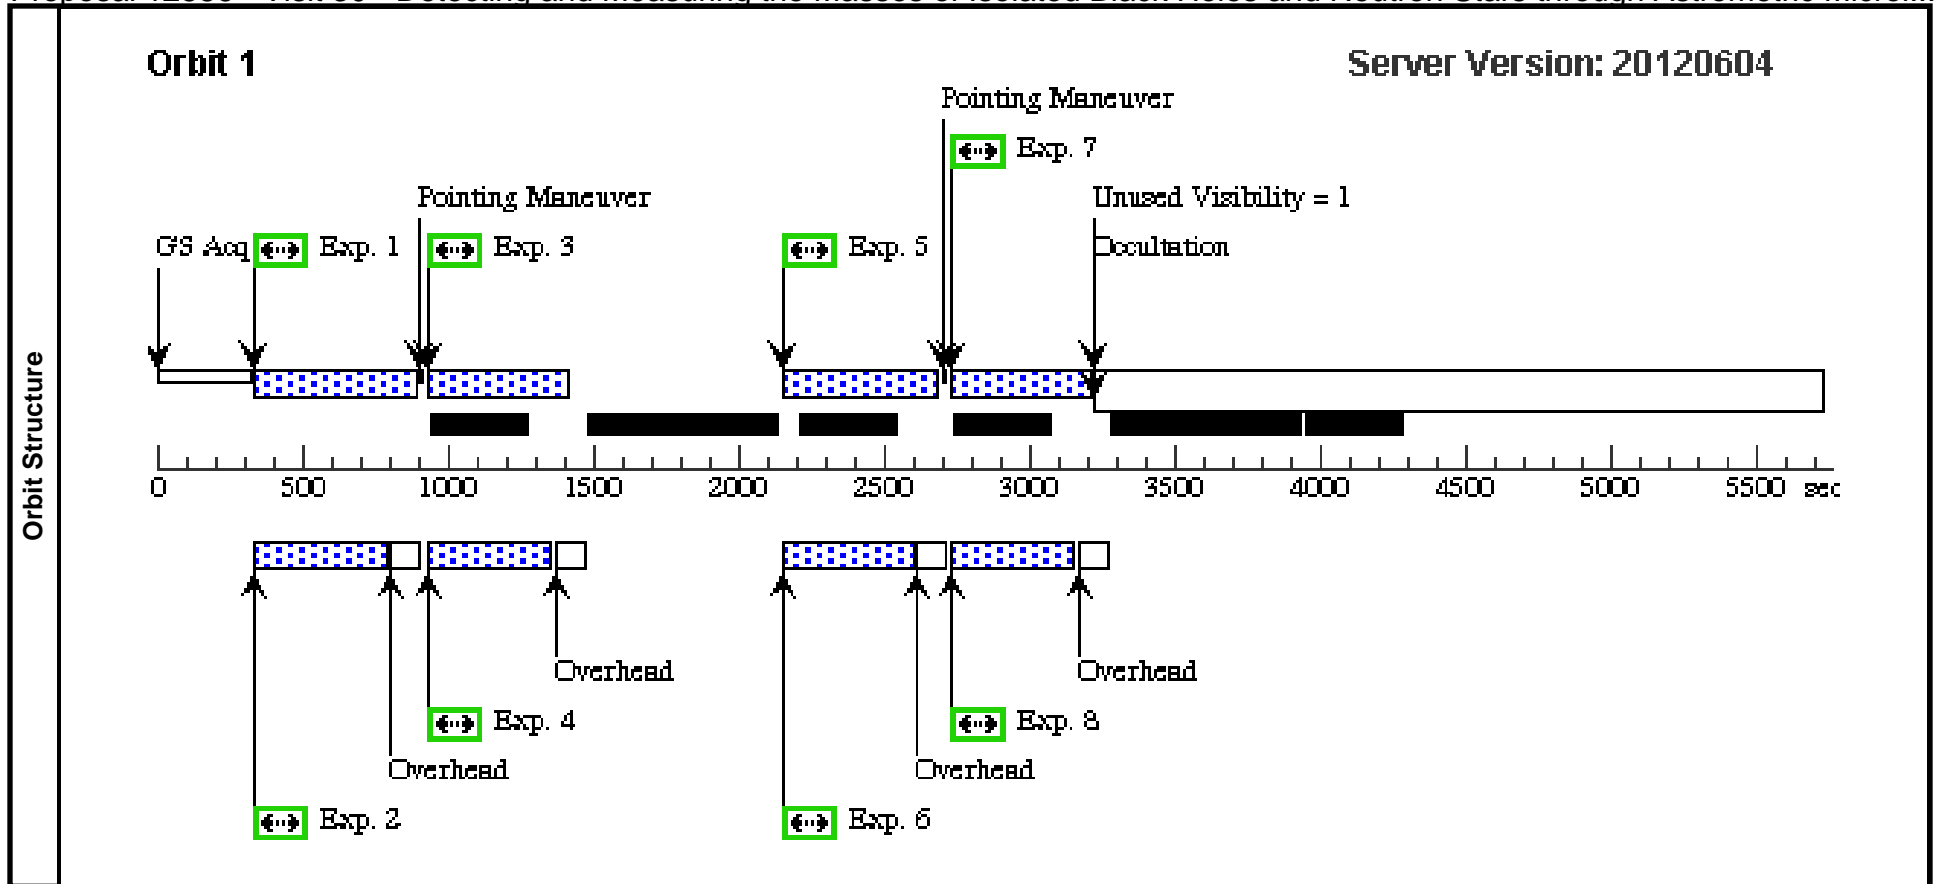 Orbit 1
Server Version: 20120604
Pointing Maneuver
Exp. 7
Pointing Maneuver
Unused Visibility = 1
GS Acq
Exp. 1
Exp. 3
Exp. 5
Occultation
Orbit Structure
0 500 1000 1500 2000 2500 3000 3500 4000 4500 5000 5500 sec
Overhead
Overhead
Exp. 4
Exp. 8
Overhead
Overhead
Exp. 2
Exp. 6